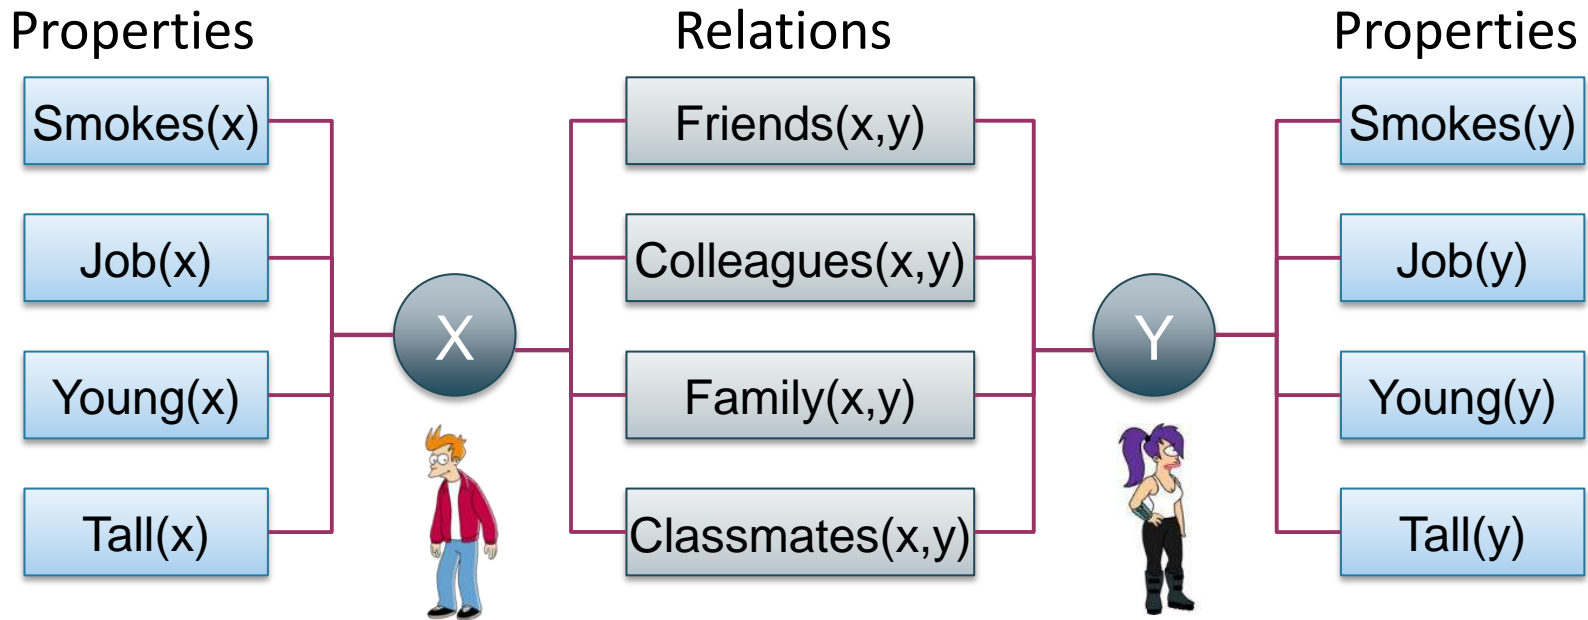 Properties
Relations
Properties
Smokes(x)
Friends(x,y)
Smokes(y)
Job(x)
Colleagues(x,y)
Job(y)
X
Y
Young(x)
Family(x,y)
Young(y)
Tall(x)
Classmates(x,y)
Tall(y)